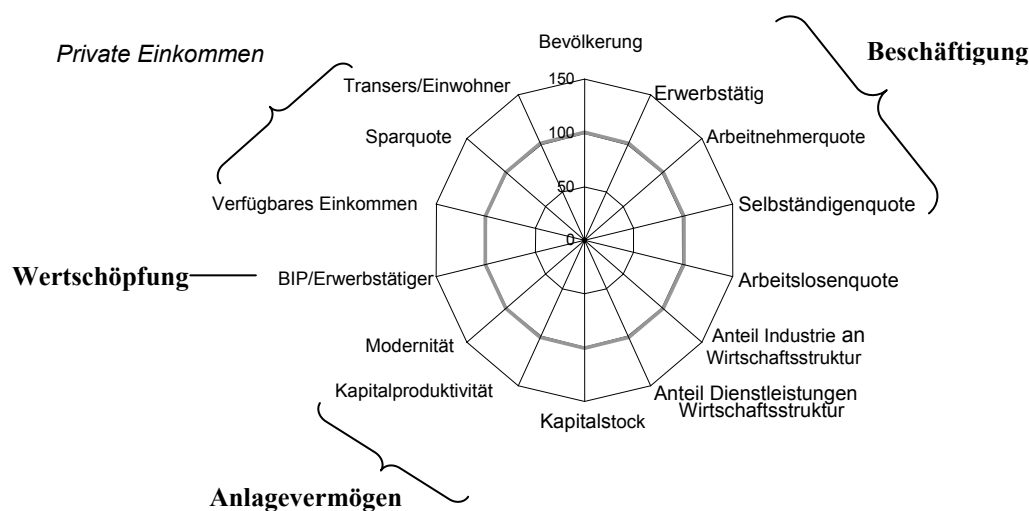 Bevölkerung
Private Einkommen
Beschäftigung
150
Transers/Einwohner
Erwerbstätig
100
Sparquote
Arbeitnehmerquote
50
Verfügbares Einkommen
Selbständigenquote
0
Wertschöpfung
BIP/Erwerbstätiger
Arbeitslosenquote
Modernität
Anteil Industrie an
Wirtschaftsstruktur
Kapitalproduktivität
Anteil Dienstleistungen
Wirtschaftsstruktur
Kapitalstock
Anlagevermögen